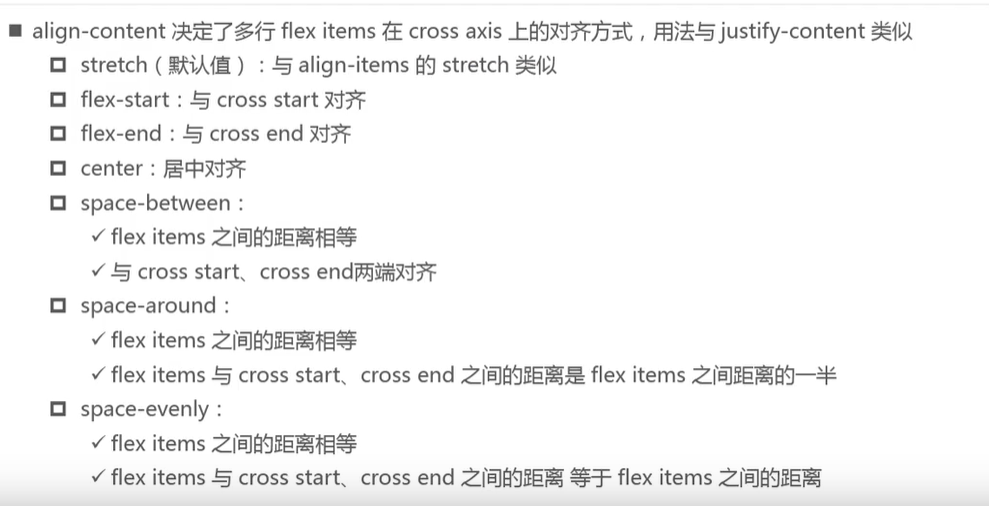 ■ align-content 决定了多行 flex items 在 cross axis 上的对齐方式，用法与 justify-content 类似
stretch（默认值）：与 align-items 的 stretch 类似
flex-start：与 cross start 对齐
flex-end：与 cross end 对齐
center：居中对齐
space-between：
✓ flex items 之间的距离相等
✓ 与 cross start、cross end两端对齐
space-around：
✓ flex items 之间的距离相等
✓ flex items 与 cross start、cross end 之间的距离是 flex items 之间距离的一半
space-evenly：
✓ flex items 之间的距离相等
✓ flex items 与 cross start、cross end 之间的距离 等于 flex items 之间的距离